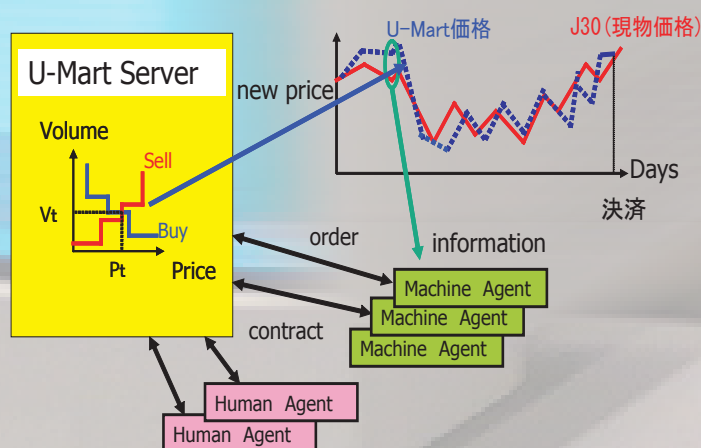 U-Mart Server
Volume
Sell
Vt
Buy
Pt
Price
new price
U-Mart価格
J30(現物価格)
Days
決済
order
information
contract
Machine Agent
Machine Agent
Machine Agent
Human Agent
Human Agent